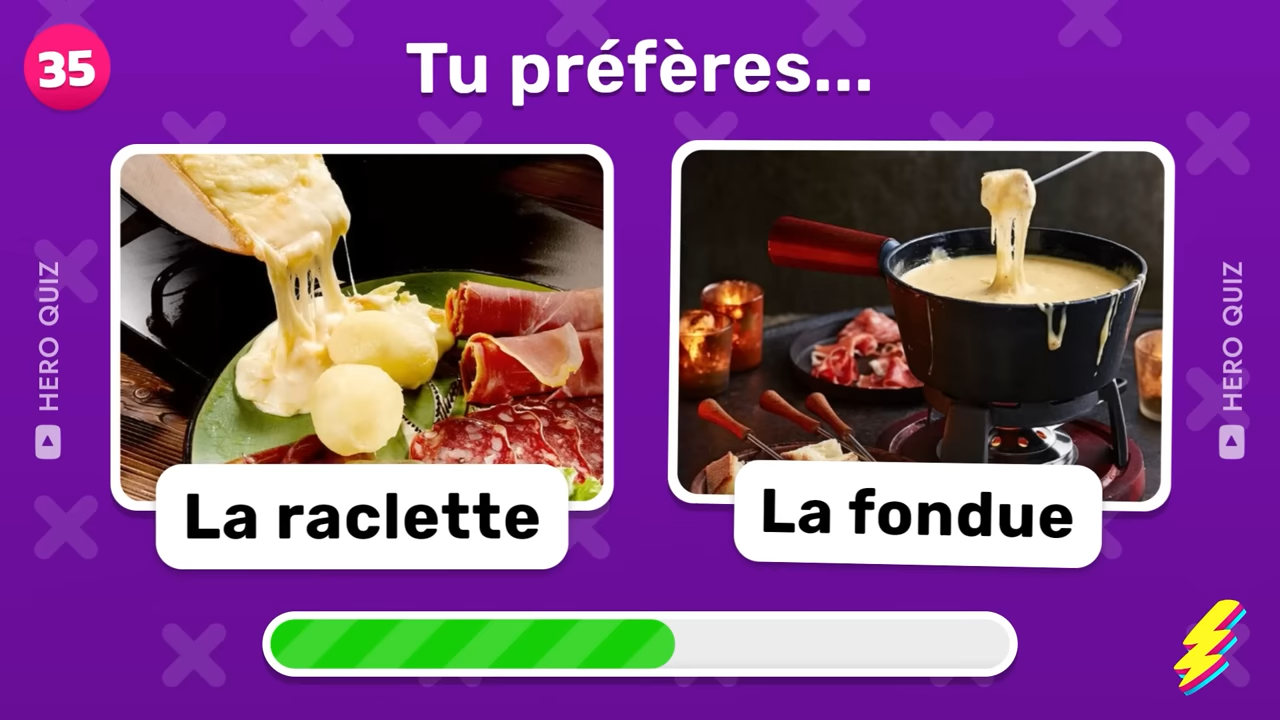 35
Tu préfères...
HERO QUIZ
HERO QUIZ
La raclette
La fondue